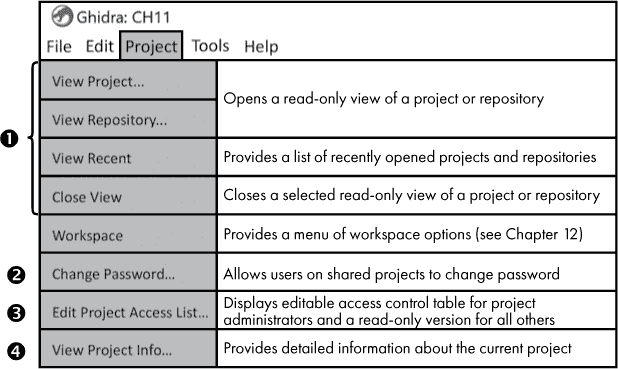 Ghidra: CH11
File Edit Project Tools Help
View Project...
Opens a read-only view of a project or repository
View Repository...
❶
View Recent
Provides a list of recently opened projects and repositories
Close View
Closes a selected read-only view of a project or repository
Workspace
Provides a menu of workspace options (see Chapter 12)
❷
Change Password...
Allows users on shared projects to change password
❸
Edit Project Access List...
Displays editable access control table for project
administrators and a read-only version for all others
❹
View Project Info...
Provides detailed information about the current project